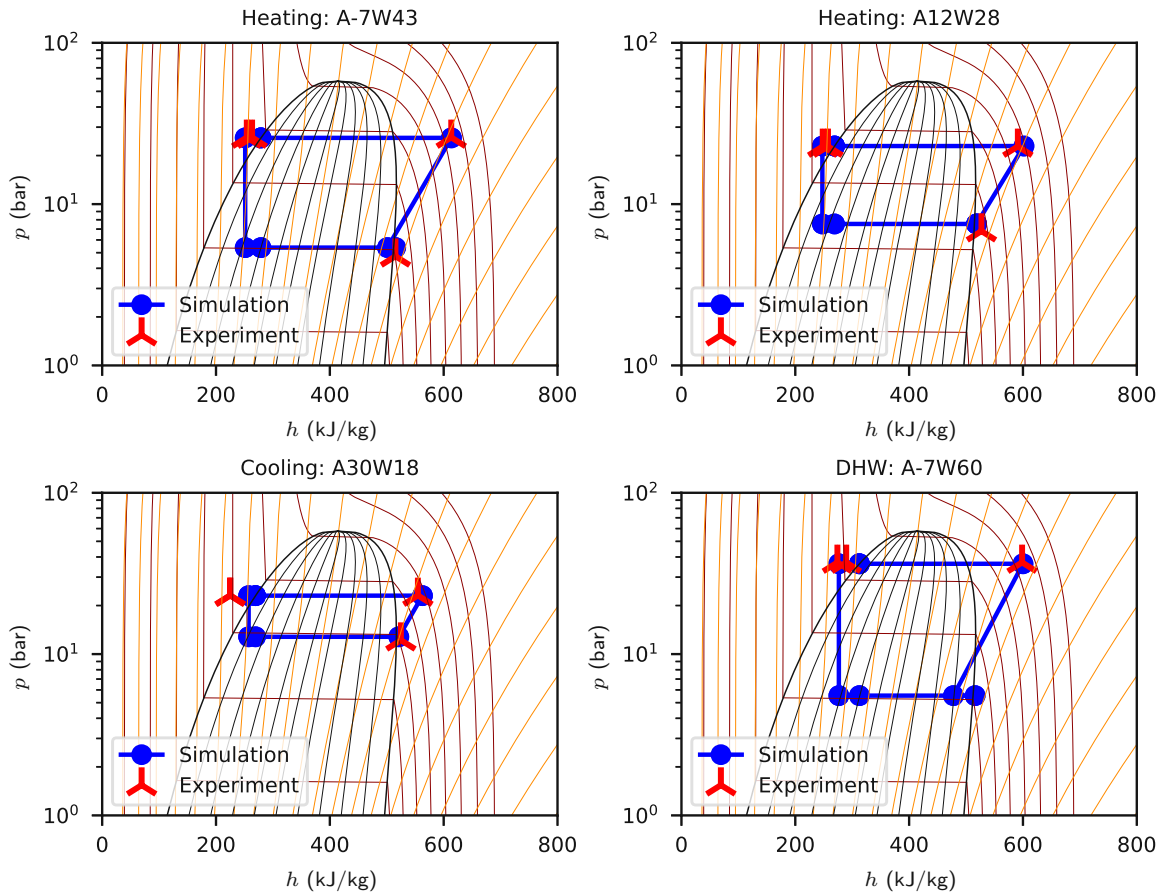 Heating: A-7W43
10²
10¹
10⁰
p (bar)
Simulation
Experiment
0 200 400 600 800
h (kJ/kg)
Heating: A12W28
10²
10¹
10⁰
p (bar)
Simulation
Experiment
0 200 400 600 800
h (kJ/kg)
Cooling: A30W18
10²
10¹
10⁰
p (bar)
Simulation
Experiment
0 200 400 600 800
h (kJ/kg)
DHW: A-7W60
10²
10¹
10⁰
p (bar)
Simulation
Experiment
0 200 400 600 800
h (kJ/kg)